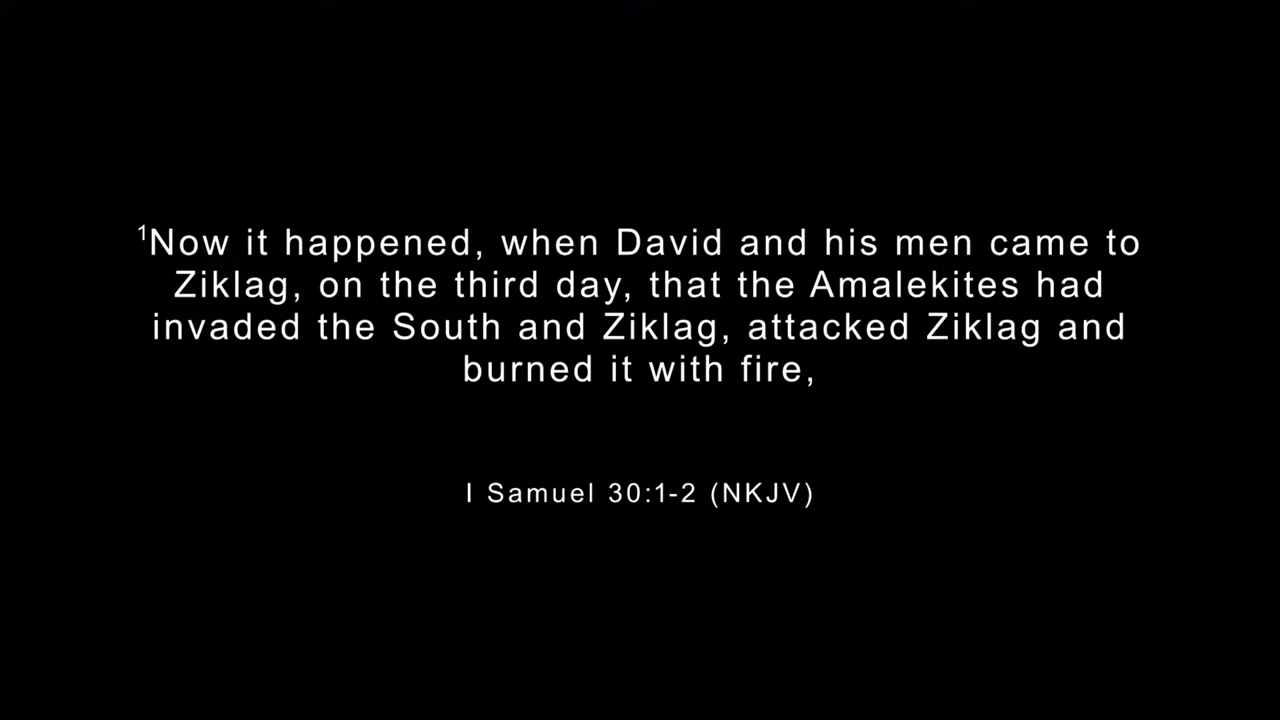 ¹Now it happened, when David and his men came to
Ziklag, on the third day, that the Amalekites had
invaded the South and Ziklag, attacked Ziklag and
burned it with fire,
I Samuel 30:1-2 (NKJV)